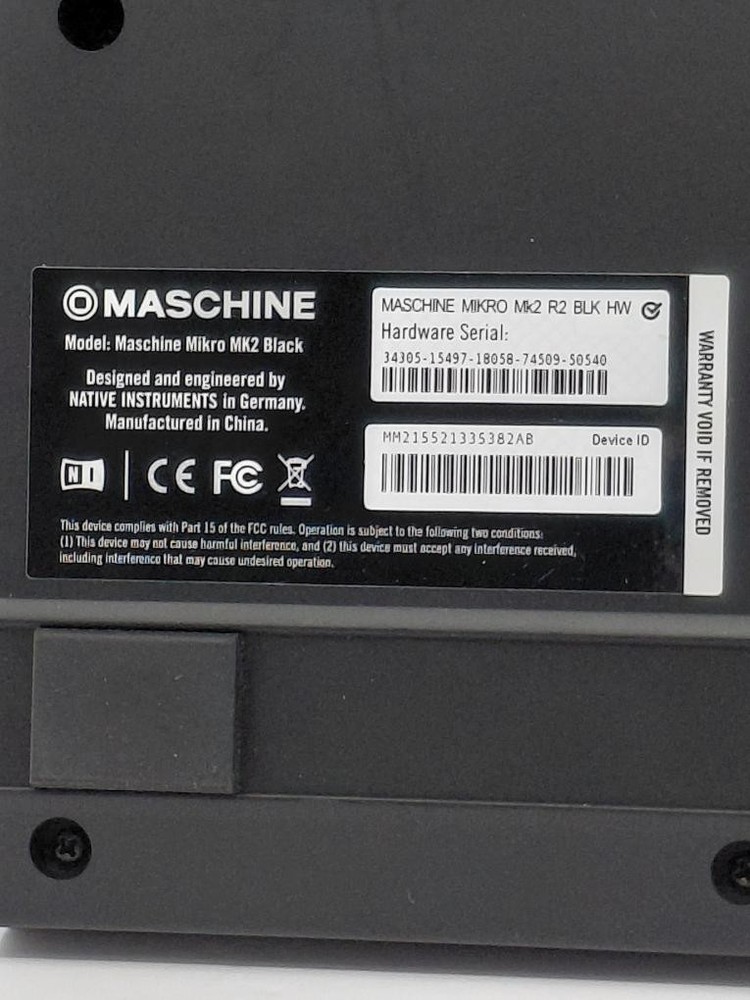 MASCHINE
Model: Maschine Mikro MK2 Black
Designed and engineered by
NATIVE INSTRUMENTS in Germany.
Manufactured in China.
NI
CE FC
This device complies with Part 15 of the FCC rules. Operation is subject to the following two conditions:
(1) This device may not cause harmful interference, and (2) this device must accept any interference received,
including interference that may cause undesired operation.
MASCHINE MIKRO Mk2 R2 BLK HW
Hardware Serial:
34305-15497-18058-74509-50540
MM215521335382AB Device ID
WARRANTY VOID IF REMOVED